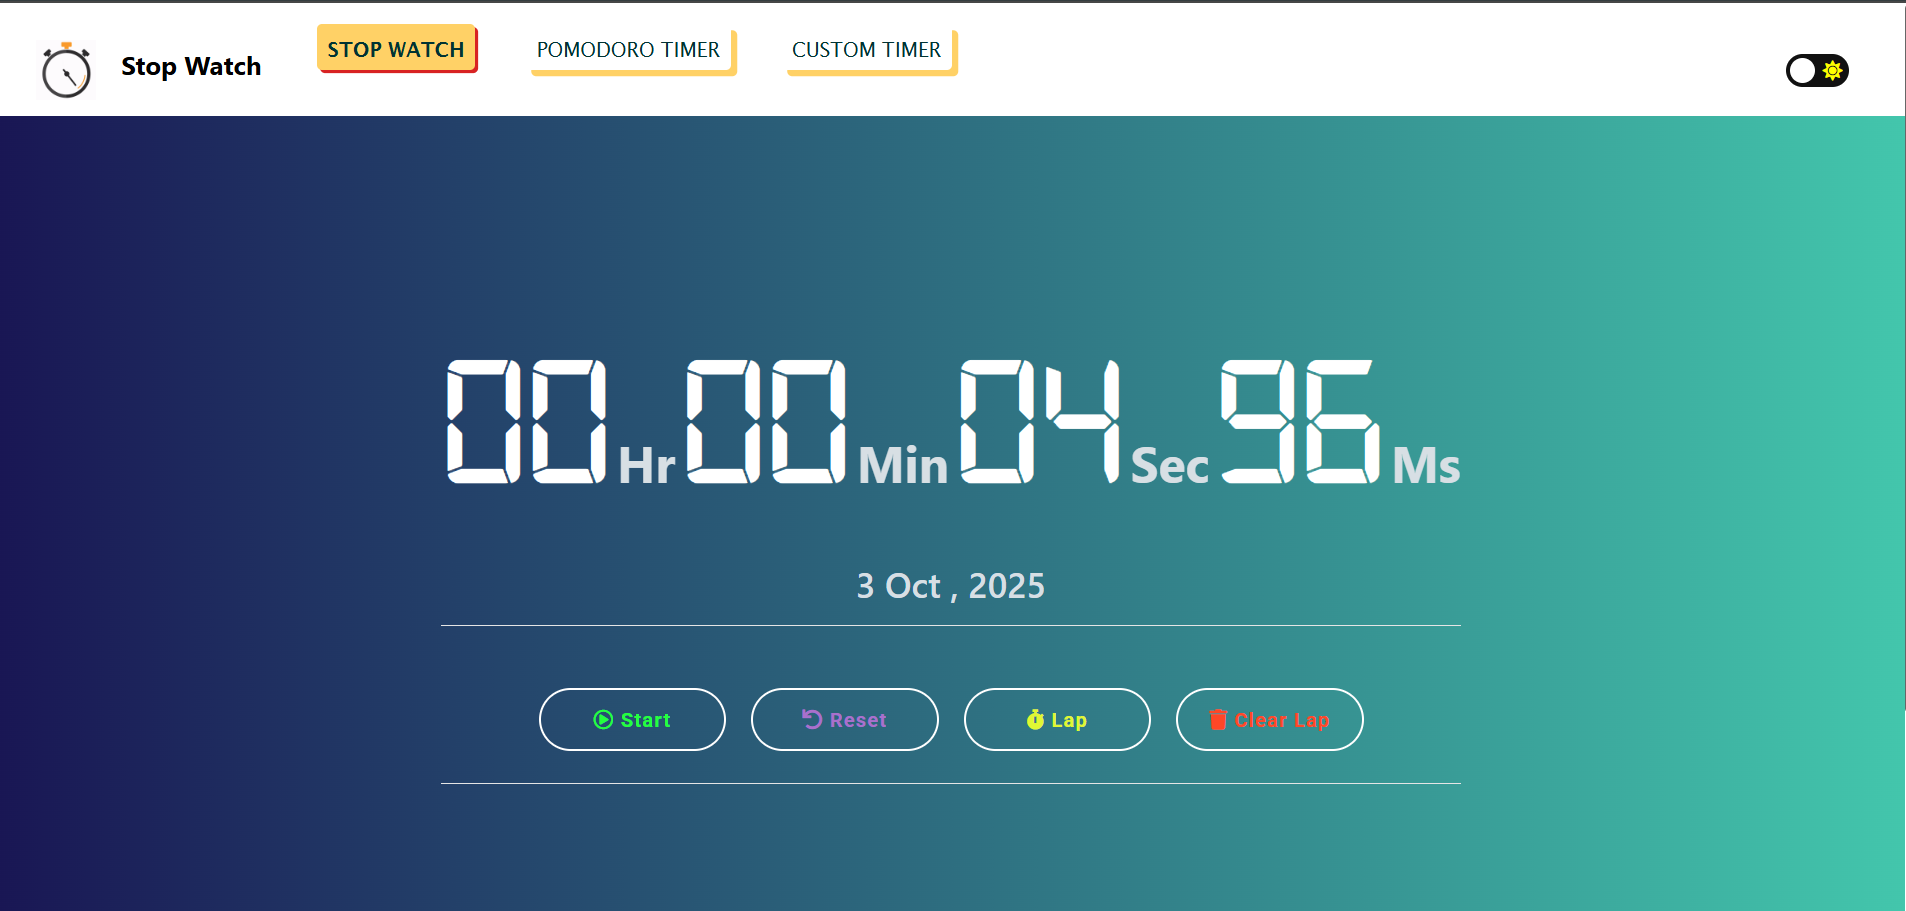 Stop Watch
STOP WATCH
POMODORO TIMER
CUSTOM TIMER
00 Hr 00 Min 04 Sec 96 Ms
3 Oct , 2025
Start
Reset
Lap
Clear Lap